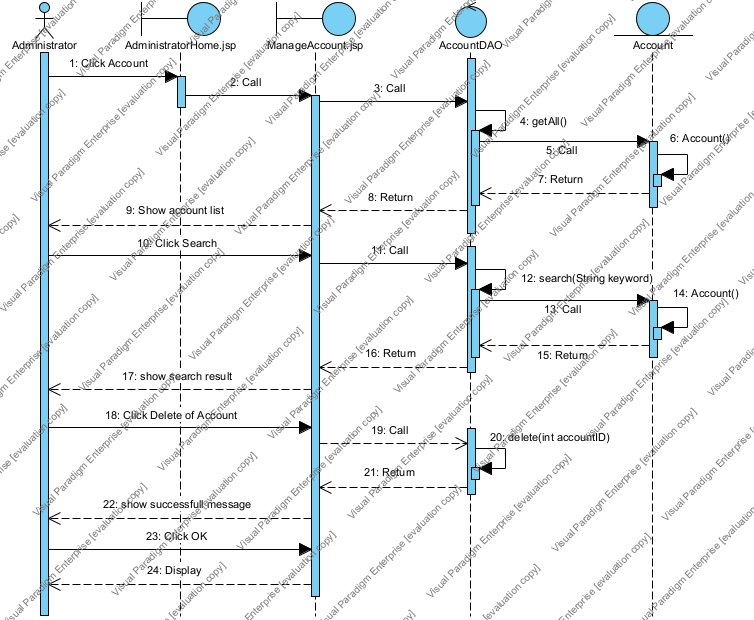 Administrator
AdministratorHome.jsp
ManageAccount.jsp
AccountDAO
Account
1: Click Account
2: Call
3: Call
4: getAll()
5: Call
6: Account()
7: Return
8: Return
9: Show account list
10: Click Search
11: Call
12: search(String keyword)
13: Call
14: Account()
15: Return
16: Return
17: show search result
18: Click Delete of Account
19: Call
20: delete(int accountID)
21: Return
22: show successfull message
23: Click OK
24: Display
Visual Paradigm Enterprise [evaluation copy]